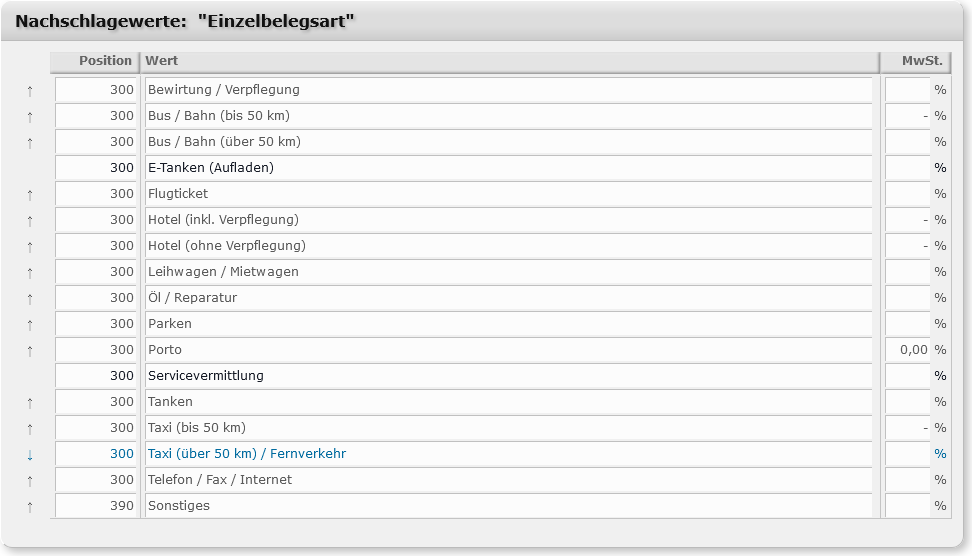 Nachschlagewerte: "Einzelbelegsart"
Position Wert MwSt.
↑ 300 Bewirtung / Verpflegung %
↑ 300 Bus / Bahn (bis 50 km) - %
↑ 300 Bus / Bahn (über 50 km) %
300 E-Tanken (Aufladen) %
↑ 300 Flugticket %
↑ 300 Hotel (inkl. Verpflegung) - %
↑ 300 Hotel (ohne Verpflegung) - %
↑ 300 Leihwagen / Mietwagen %
↑ 300 Öl / Reparatur %
↑ 300 Parken %
↑ 300 Porto 0,00 %
300 Servicevermittlung %
↑ 300 Tanken %
↑ 300 Taxi (bis 50 km) - %
↓ 300 Taxi (über 50 km) / Fernverkehr %
↑ 300 Telefon / Fax / Internet %
↑ 390 Sonstiges %